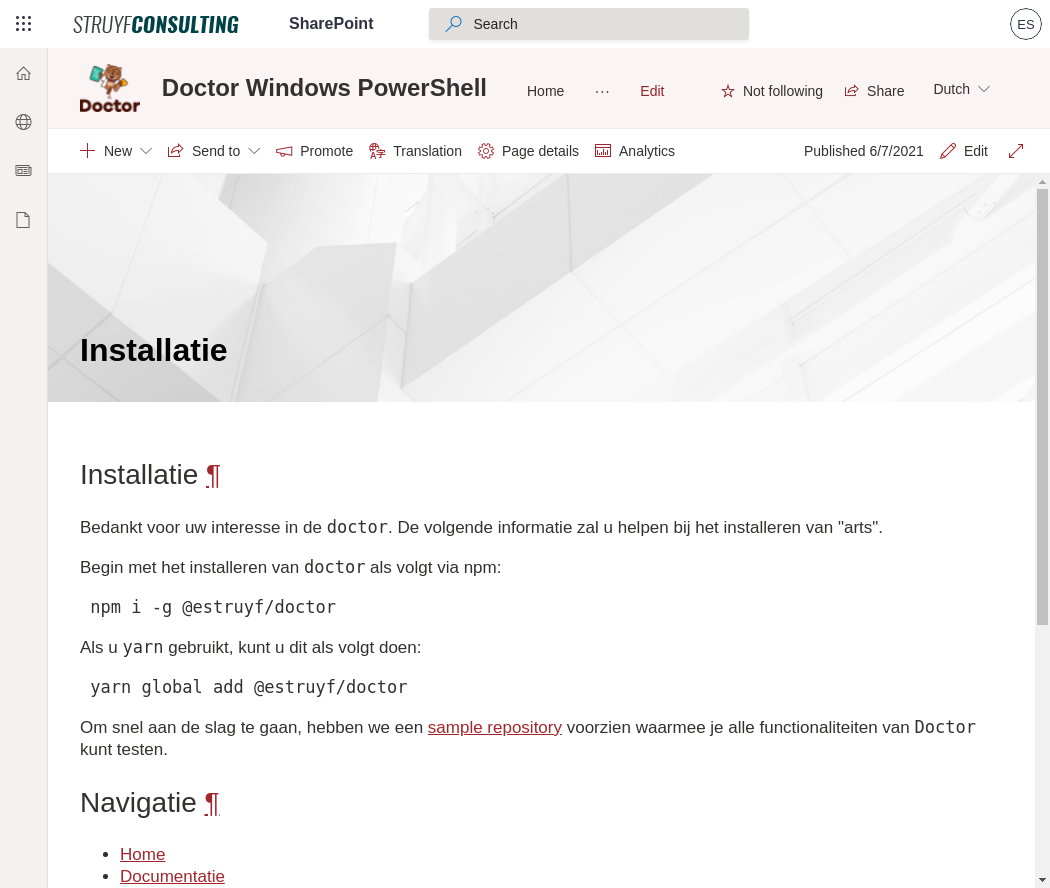 STRUYFCONSULTING
SharePoint
Search
ES
Doctor
Doctor Windows PowerShell
Home
···
Edit
Not following
Share
Dutch
New
Send to
Promote
Translation
Page details
Analytics
Published 6/7/2021
Edit
Installatie
Installatie ¶
Bedankt voor uw interesse in de doctor. De volgende informatie zal u helpen bij het installeren van "arts".
Begin met het installeren van doctor als volgt via npm:
npm i -g @estruyf/doctor
Als u yarn gebruikt, kunt u dit als volgt doen:
yarn global add @estruyf/doctor
Om snel aan de slag te gaan, hebben we een sample repository voorzien waarmee je alle functionaliteiten van Doctor
kunt testen.
Navigatie ¶
• Home
• Documentatie